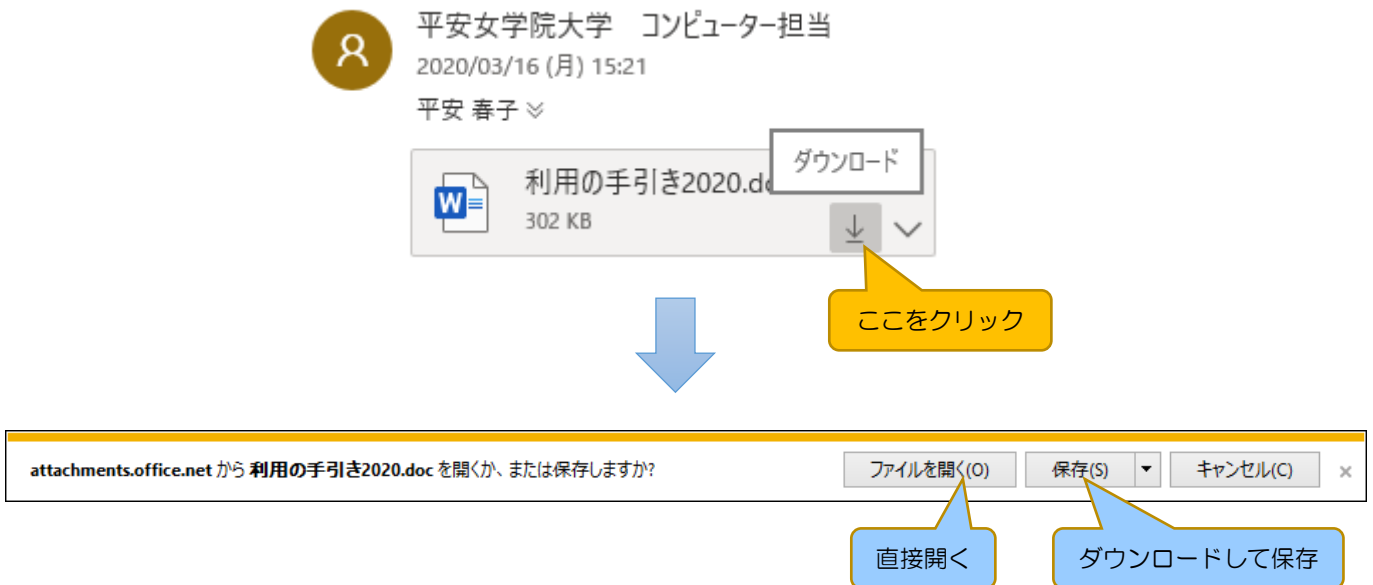 平安女学院大学　コンピューター担当
2020/03/16 (月) 15:21
平安 春子
ダウンロード
利用の手引き2020.do
302 KB
ここをクリック
attachments.office.net から 利用の手引き2020.doc を開くか、または保存しますか?
ファイルを開く(O)
保存(S)
キャンセル(C)
直接開く
ダウンロードして保存